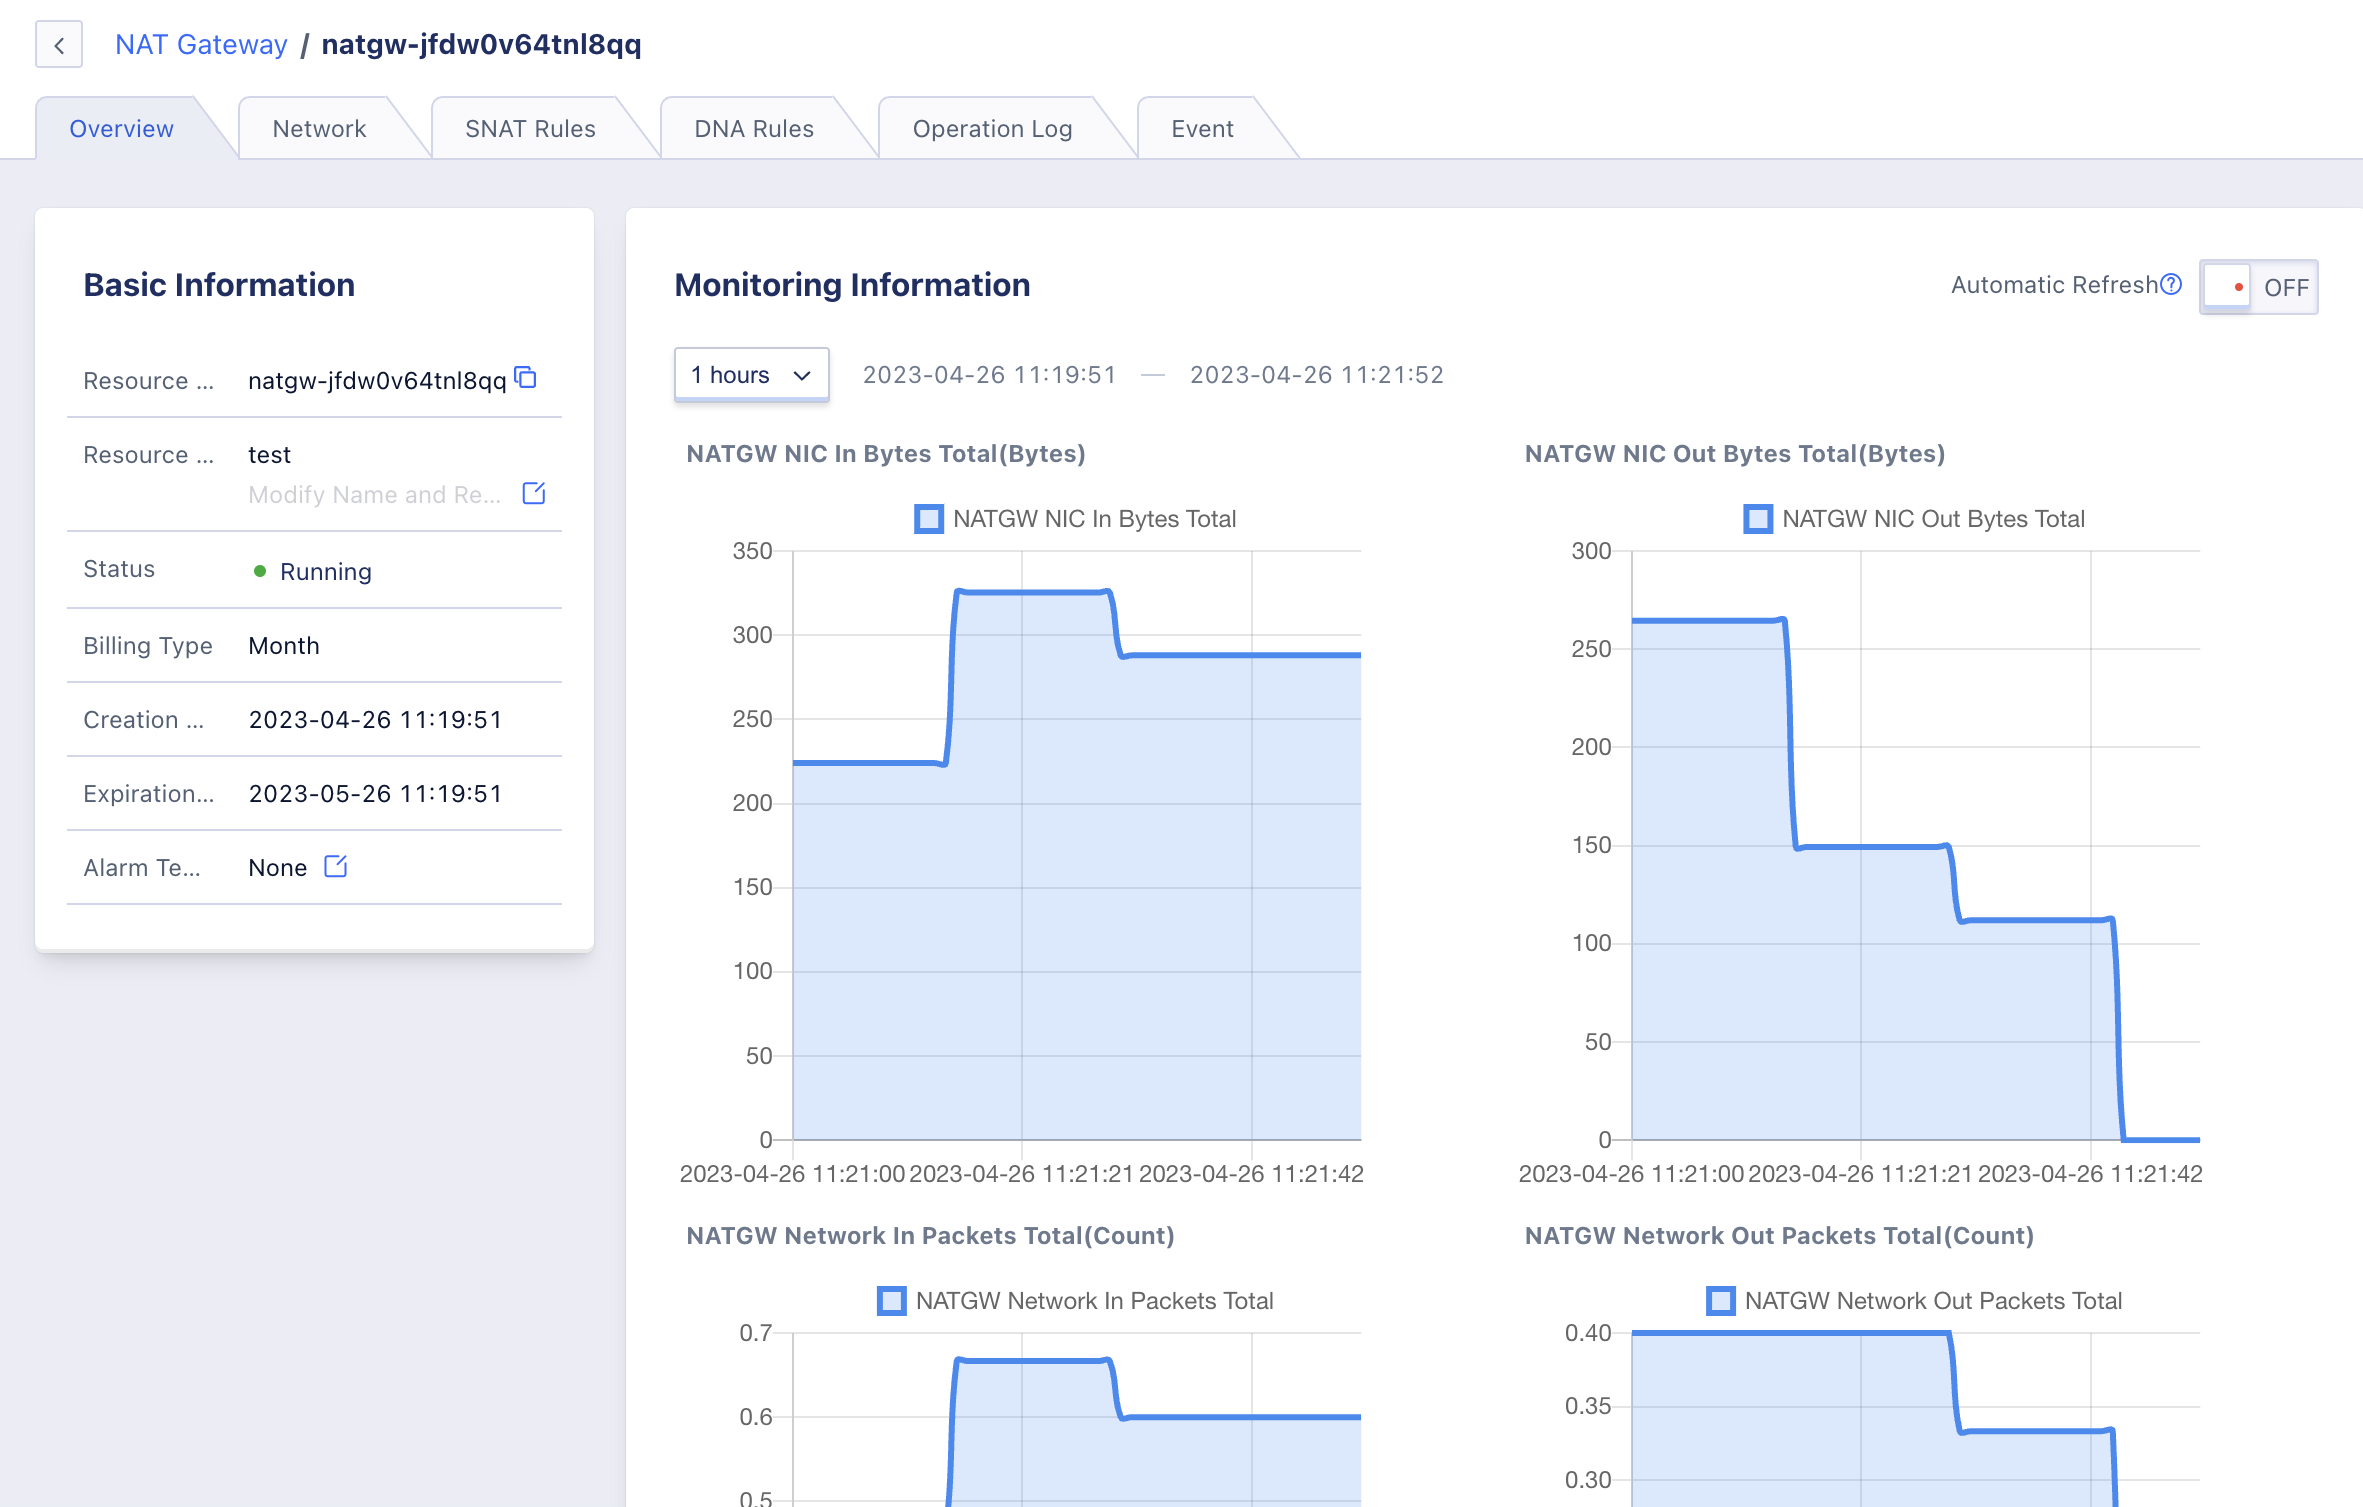 NAT Gateway / natgw-jfdw0v64tnl8qq
Overview
Network
SNAT Rules
DNA Rules
Operation Log
Event
Basic Information
Resource ... natgw-jfdw0v64tnl8qq
Resource ... test
Modify Name and Re...
Status Running
Billing Type Month
Creation ... 2023-04-26 11:19:51
Expiration... 2023-05-26 11:19:51
Alarm Te... None
Monitoring Information
Automatic Refresh ? OFF
1 hours 2023-04-26 11:19:51 — 2023-04-26 11:21:52
NATGW NIC In Bytes Total(Bytes)
NATGW NIC In Bytes Total
350
300
250
200
150
100
50
0
2023-04-26 11:21:00 2023-04-26 11:21:21 2023-04-26 11:21:42
NATGW NIC Out Bytes Total(Bytes)
NATGW NIC Out Bytes Total
300
250
200
150
100
50
0
2023-04-26 11:21:00 2023-04-26 11:21:21 2023-04-26 11:21:42
NATGW Network In Packets Total(Count)
NATGW Network In Packets Total
0.7
0.6
0.5
NATGW Network Out Packets Total(Count)
NATGW Network Out Packets Total
0.40
0.35
0.30